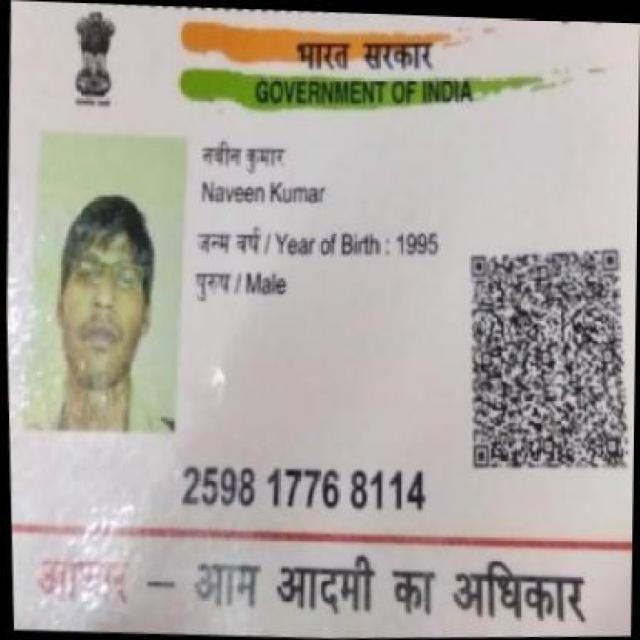 भारत सरकार
GOVERNMENT OF INDIA
नवीन कुमार
Naveen Kumar
जन्म वर्ष / Year of Birth : 1995
पुरुष / Male
2598 1776 8114
आधार – आम आदमी का अधिकार